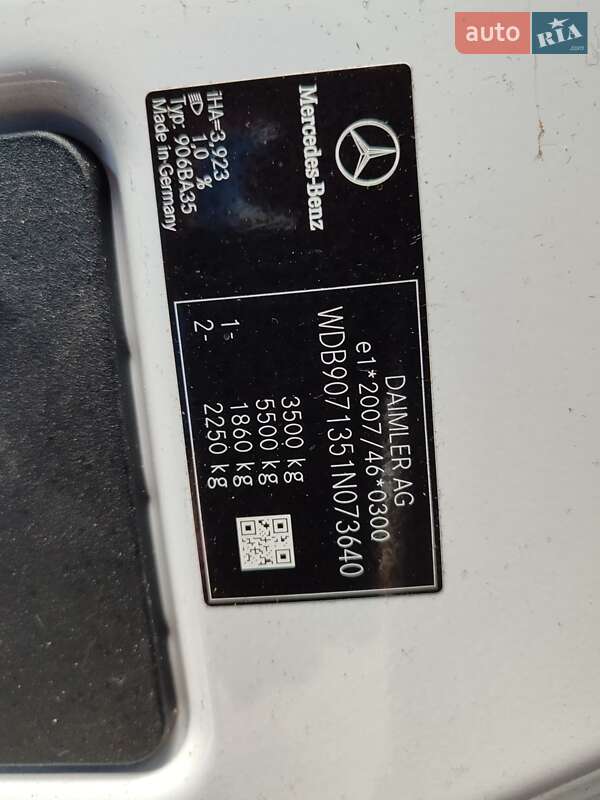 auto RIA.com
Mercedes-Benz
iHA=3,923
1,0 %
Typ: 906BA35
Made in Germany
DAIMLER AG
e1*2007/46*0300
WDB9071351N073640
3500 kg
5500 kg
1- 1860 kg
2- 2250 kg